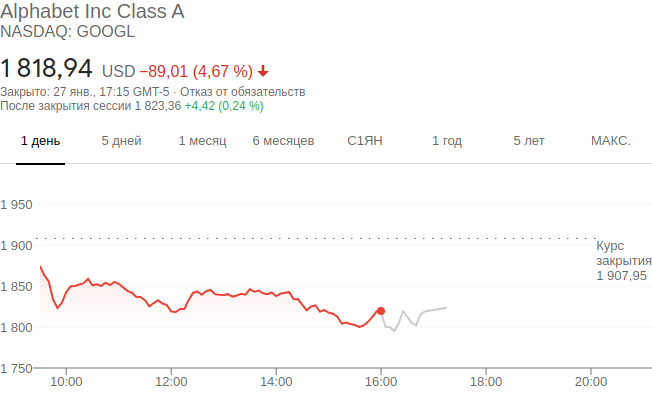 Alphabet Inc Class A
NASDAQ: GOOGL
1 818,94 USD −89,01 (4,67 %)
Закрыто: 27 янв., 17:15 GMT-5 · Отказ от обязательств
После закрытия сессии 1 823,36 +4,42 (0,24 %)
1 день 5 дней 1 месяц 6 месяцев С1ЯН 1 год 5 лет МАКС.
1 950
1 900
Курс
закрытия
1 907,95
1 850
1 800
1 750
10:00 12:00 14:00 16:00 18:00 20:00